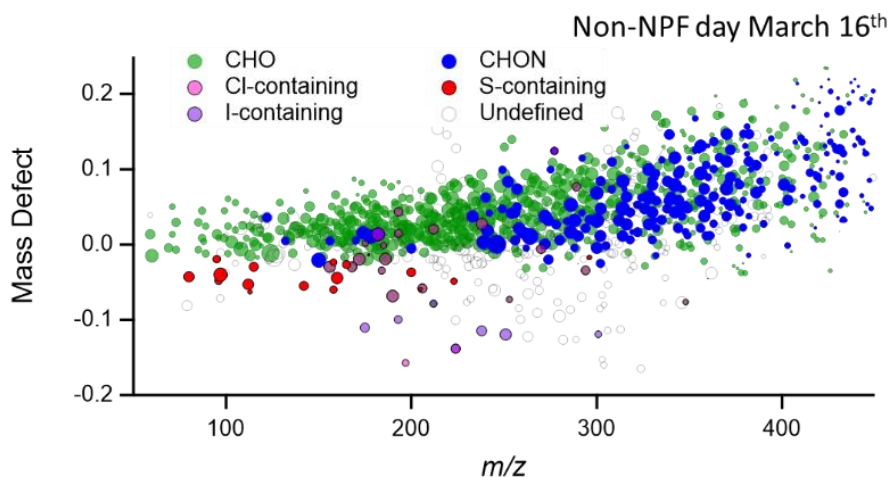 Non-NPF day March 16th
CHO
CHON
Cl-containing
S-containing
I-containing
Undefined
0.2
0.1
0.0
-0.1
-0.2
Mass Defect
100
200
300
400
m/z